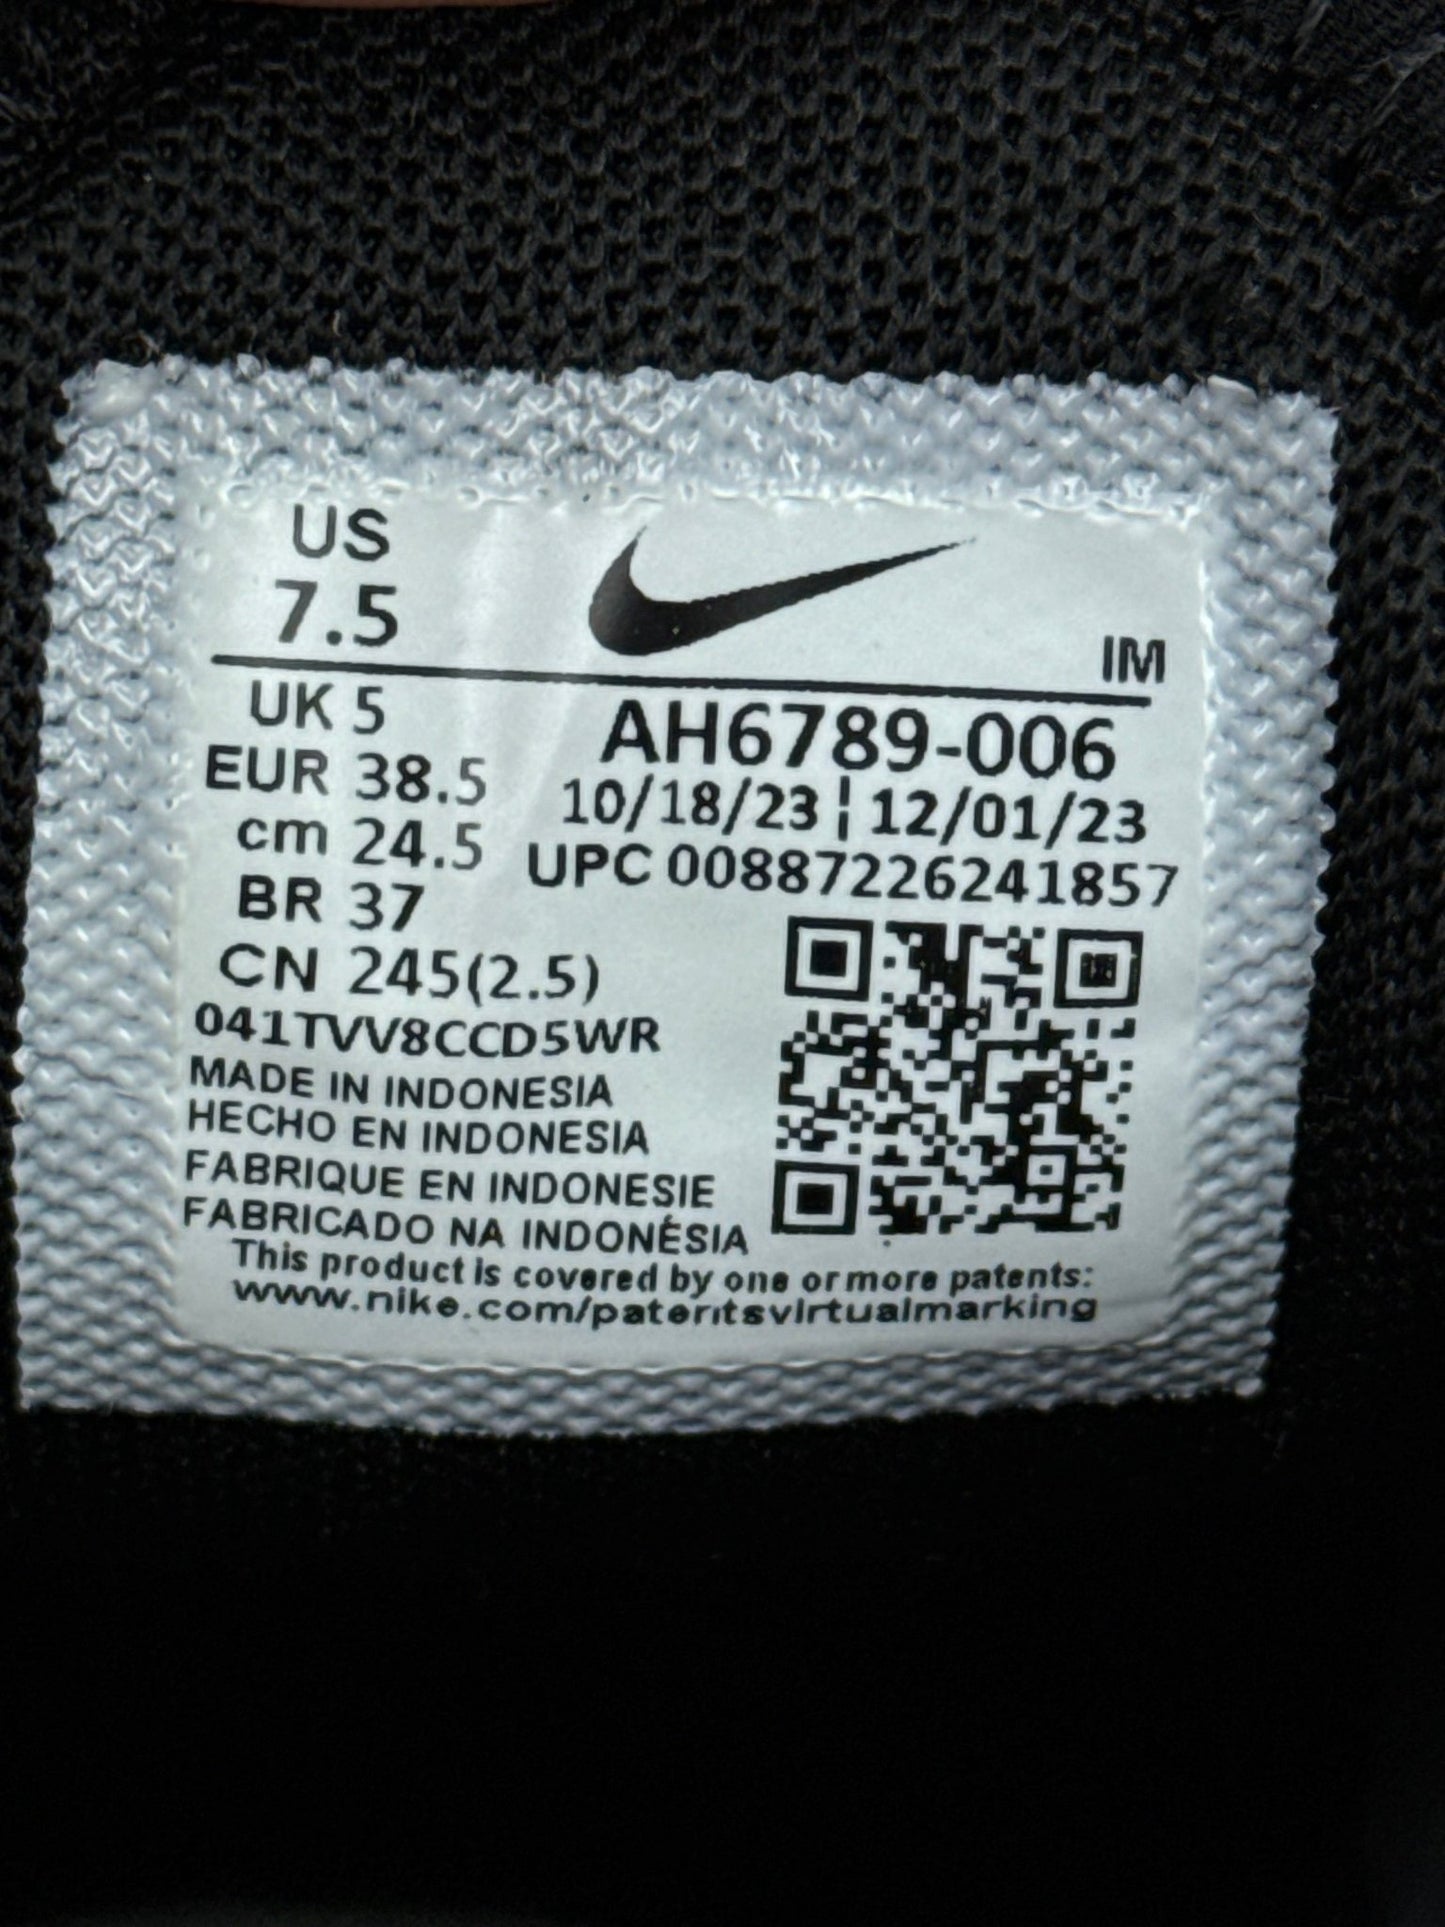 US
7.5
IM
UK 5
EUR 38.5
cm 24.5
BR 37
CN 245(2.5)
AH6789-006
10/18/23 ¦ 12/01/23
UPC 00887226241857
041TVV8CCD5WR
MADE IN INDONESIA
HECHO EN INDONESIA
FABRIQUE EN INDONESIE
FABRICADO NA INDONÉSIA
This product is covered by one or more patents:
www.nike.com/patentsvirtualmarking